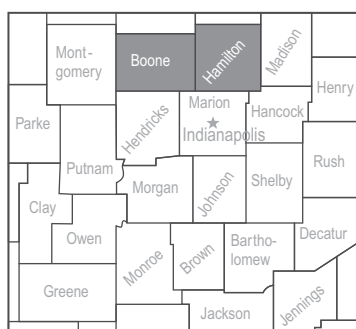 Mont-
gomery
Boone
Hamilton
Madison
Henry
Parke
Putnam
Hendricks
Marion
Indianapolis
Hancock
Rush
Clay
Owen
Morgan
Johnson
Shelby
Decatur
Greene
Monroe
Brown
Bartho-
lomew
Jackson
Jennings